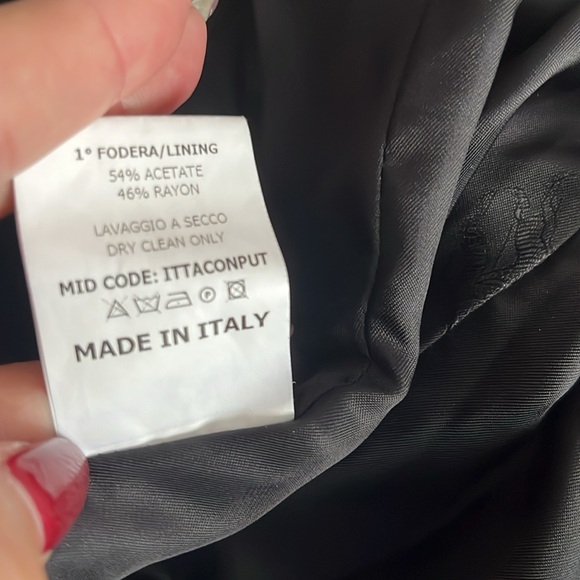 1° FODERA/LINING
54% ACETATE
46% RAYON
LAVAGGIO A SECCO
DRY CLEAN ONLY
MID CODE: ITTACONPUT
MADE IN ITALY